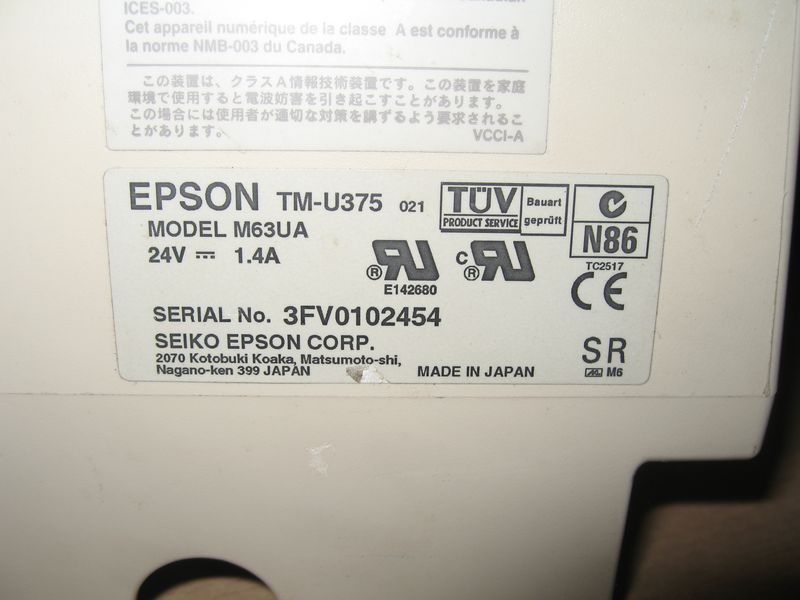 ICES-003.
Cet appareil numérique de la classe A est conforme à
la norme NMB-003 du Canada.
この装置は、クラスA情報技術装置です。この装置を家庭
環境で使用すると電波妨害を引き起こすことがあります。
この場合には使用者が適切な対策を講ずるよう要求されるこ
とがあります。
VCCI-A
EPSON TM-U375 021
TÜV
PRODUCT SERVICE
Bauart
geprüft
N86
MODEL M63UA
24V 1.4A
®
c ®
E142680
TC2517
CE
SERIAL No. 3FV0102454
SEIKO EPSON CORP.
2070 Kotobuki Koaka, Matsumoto-shi,
Nagano-ken 399 JAPAN
MADE IN JAPAN
SR
M6